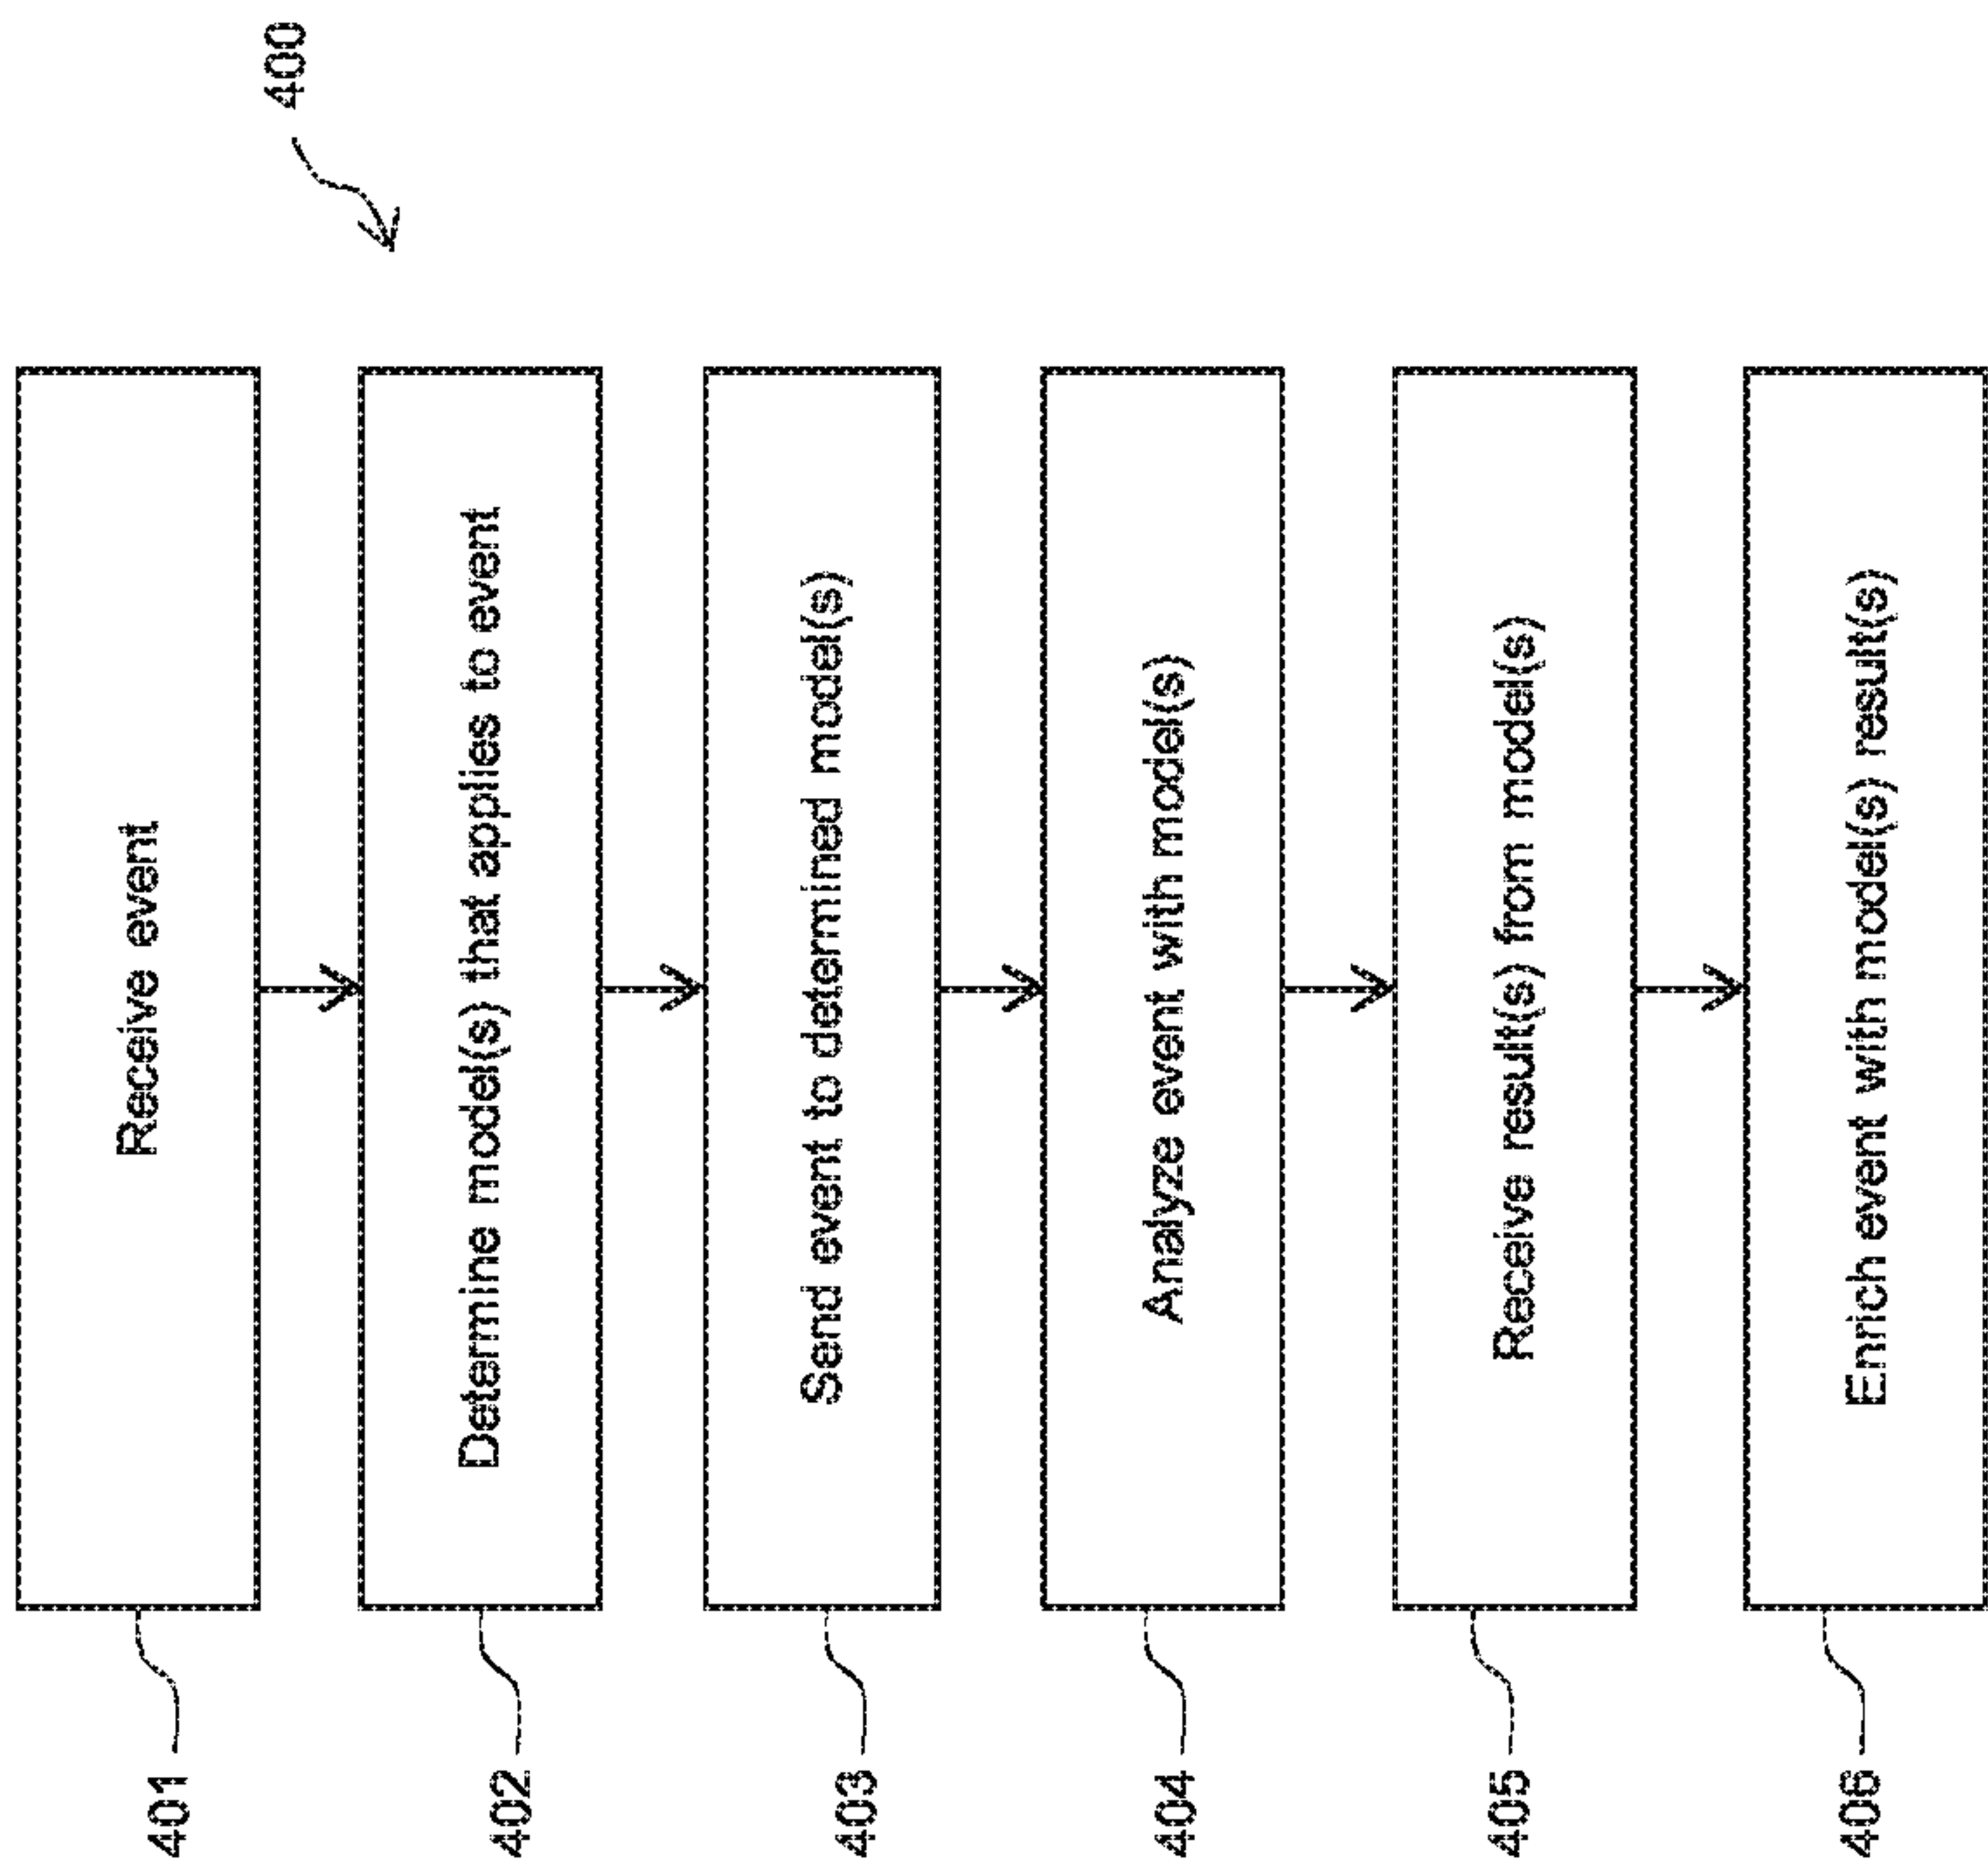 400
401
Receive event
402
Determine model(s) that applies to event
403
Send event to determined model(s)
404
Analyze event with model(s)
405
Receive result(s) from model(s)
406
Enrich event with model(s) result(s)